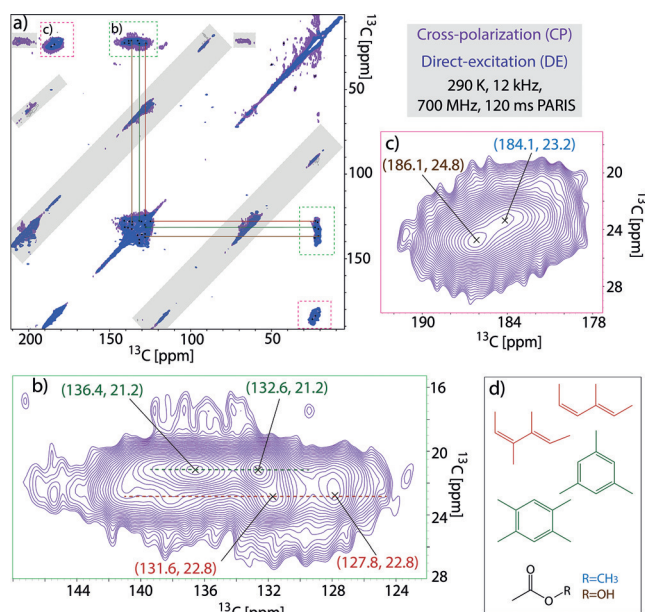 a)
c)
b)
13C [ppm]
50
100
150
200
150
100
50
13C [ppm]
Cross-polarization (CP)
Direct-excitation (DE)
290 K, 12 kHz,
700 MHz, 120 ms PARIS
c)
(184.1, 23.2)
(186.1, 24.8)
20
24
28
13C [ppm]
190
184
178
13C [ppm]
b)
(136.4, 21.2)
(132.6, 21.2)
(131.6, 22.8)
(127.8, 22.8)
16
20
24
28
13C [ppm]
144
140
136
132
128
124
13C [ppm]
d)
O
O
R
R=CH3
R=OH